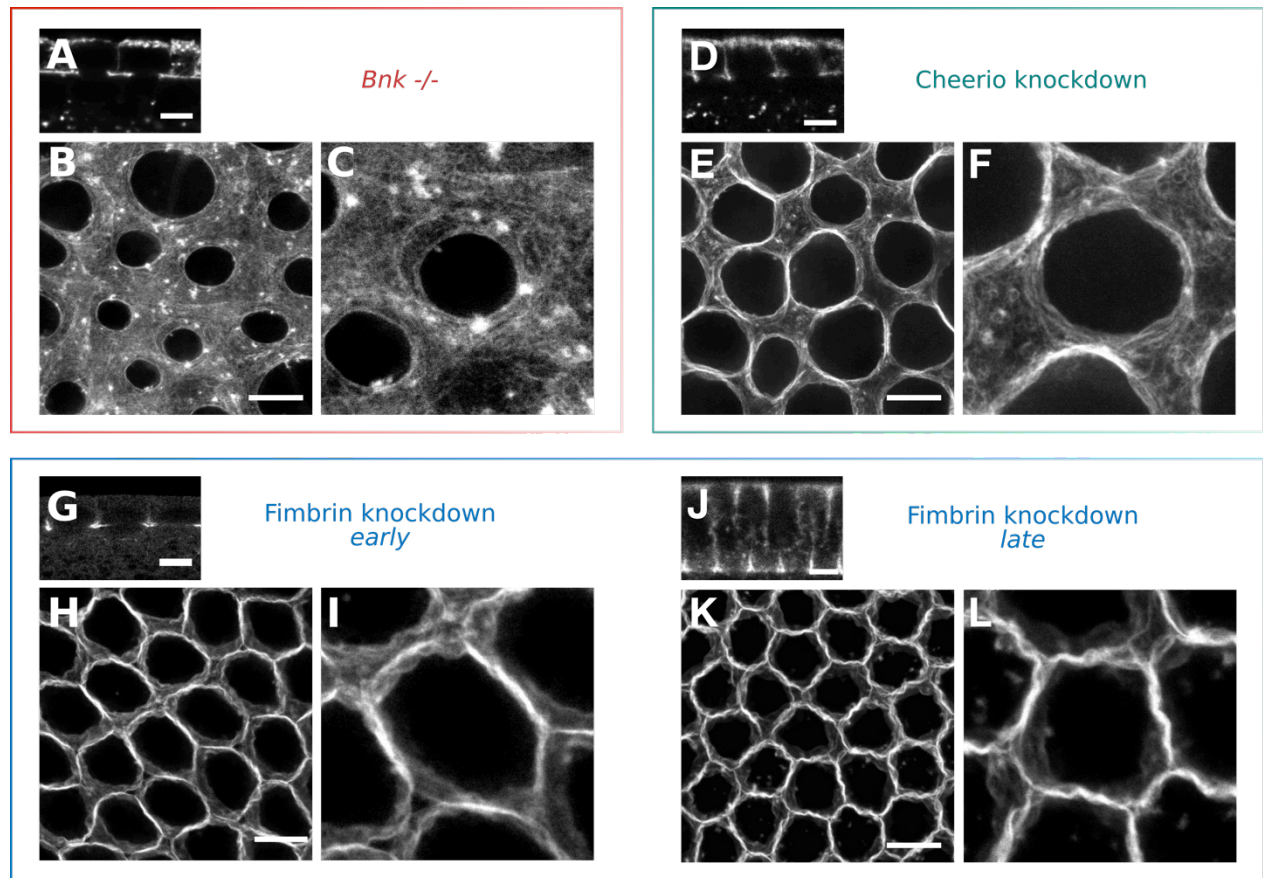 A
Bnk -/-
B
C
D
Cheerio knockdown
E
F
G
Fimbrin knockdown
early
H
I
J
Fimbrin knockdown
late
K
L